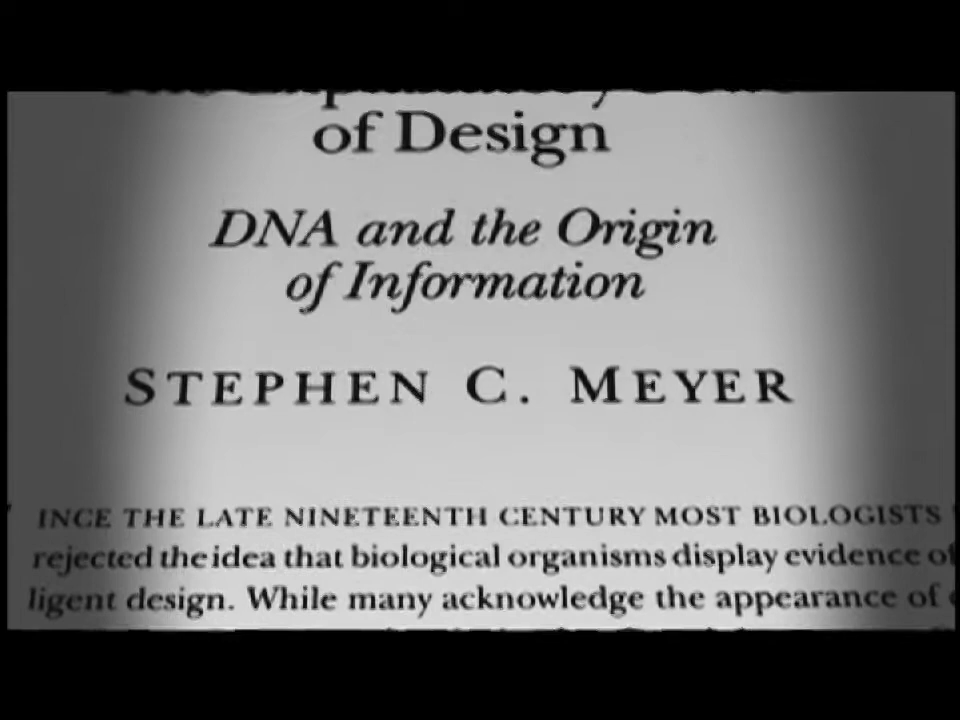 of Design
DNA and the Origin
of Information
STEPHEN C. MEYER
INCE THE LATE NINETEENTH CENTURY MOST BIOLOGISTS
rejected the idea that biological organisms display evidence of
ligent design. While many acknowledge the appearance of